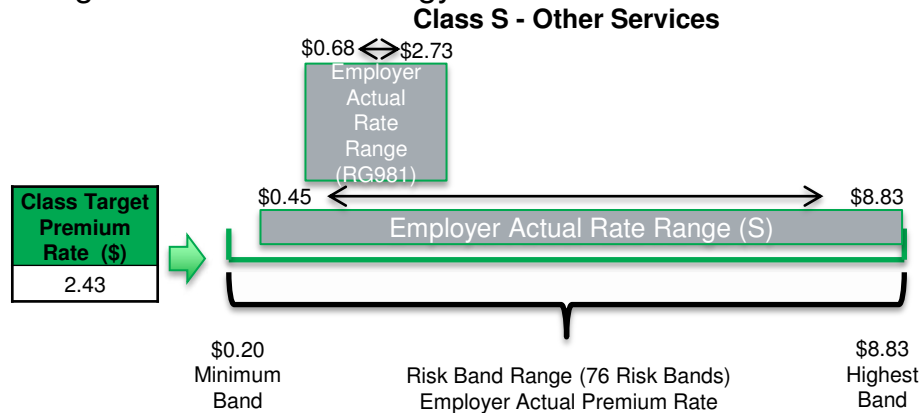 Class S - Other Services
$0.68 $2.73
Employer
Actual
Rate
Range
(RG981)
$0.45 $8.83
Employer Actual Rate Range (S)
Class Target
Premium
Rate ($)
2.43
$0.20
Minimum
Band
Risk Band Range (76 Risk Bands)
Employer Actual Premium Rate
$8.83
Highest
Band